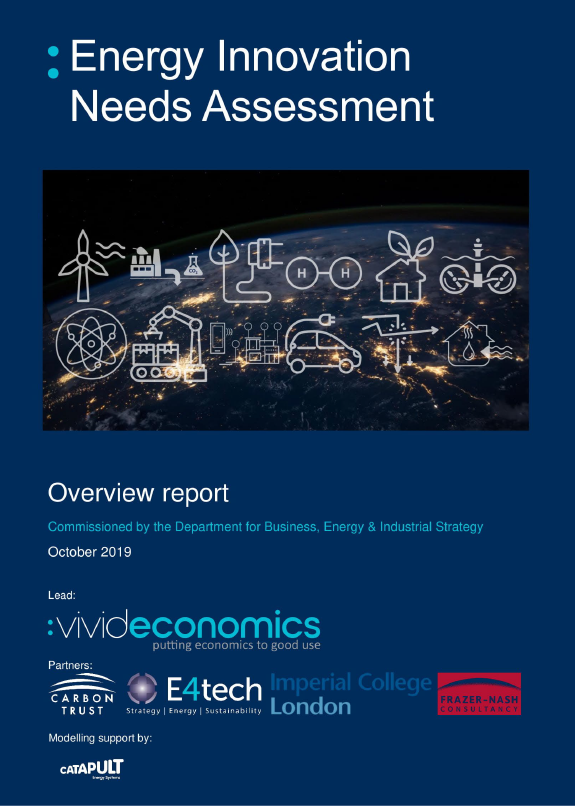 Energy Innovation
Needs Assessment
CO₂
H H
Overview report
Commissioned by the Department for Business, Energy & Industrial Strategy
October 2019
Lead:
:vivideconomics
putting economics to good use
Partners:
CARBON
TRUST
E4tech
Strategy | Energy | Sustainability
Imperial College
London
FRAZER-NASH
CONSULTANCY
Modelling support by:
CATAPULT
Energy Systems